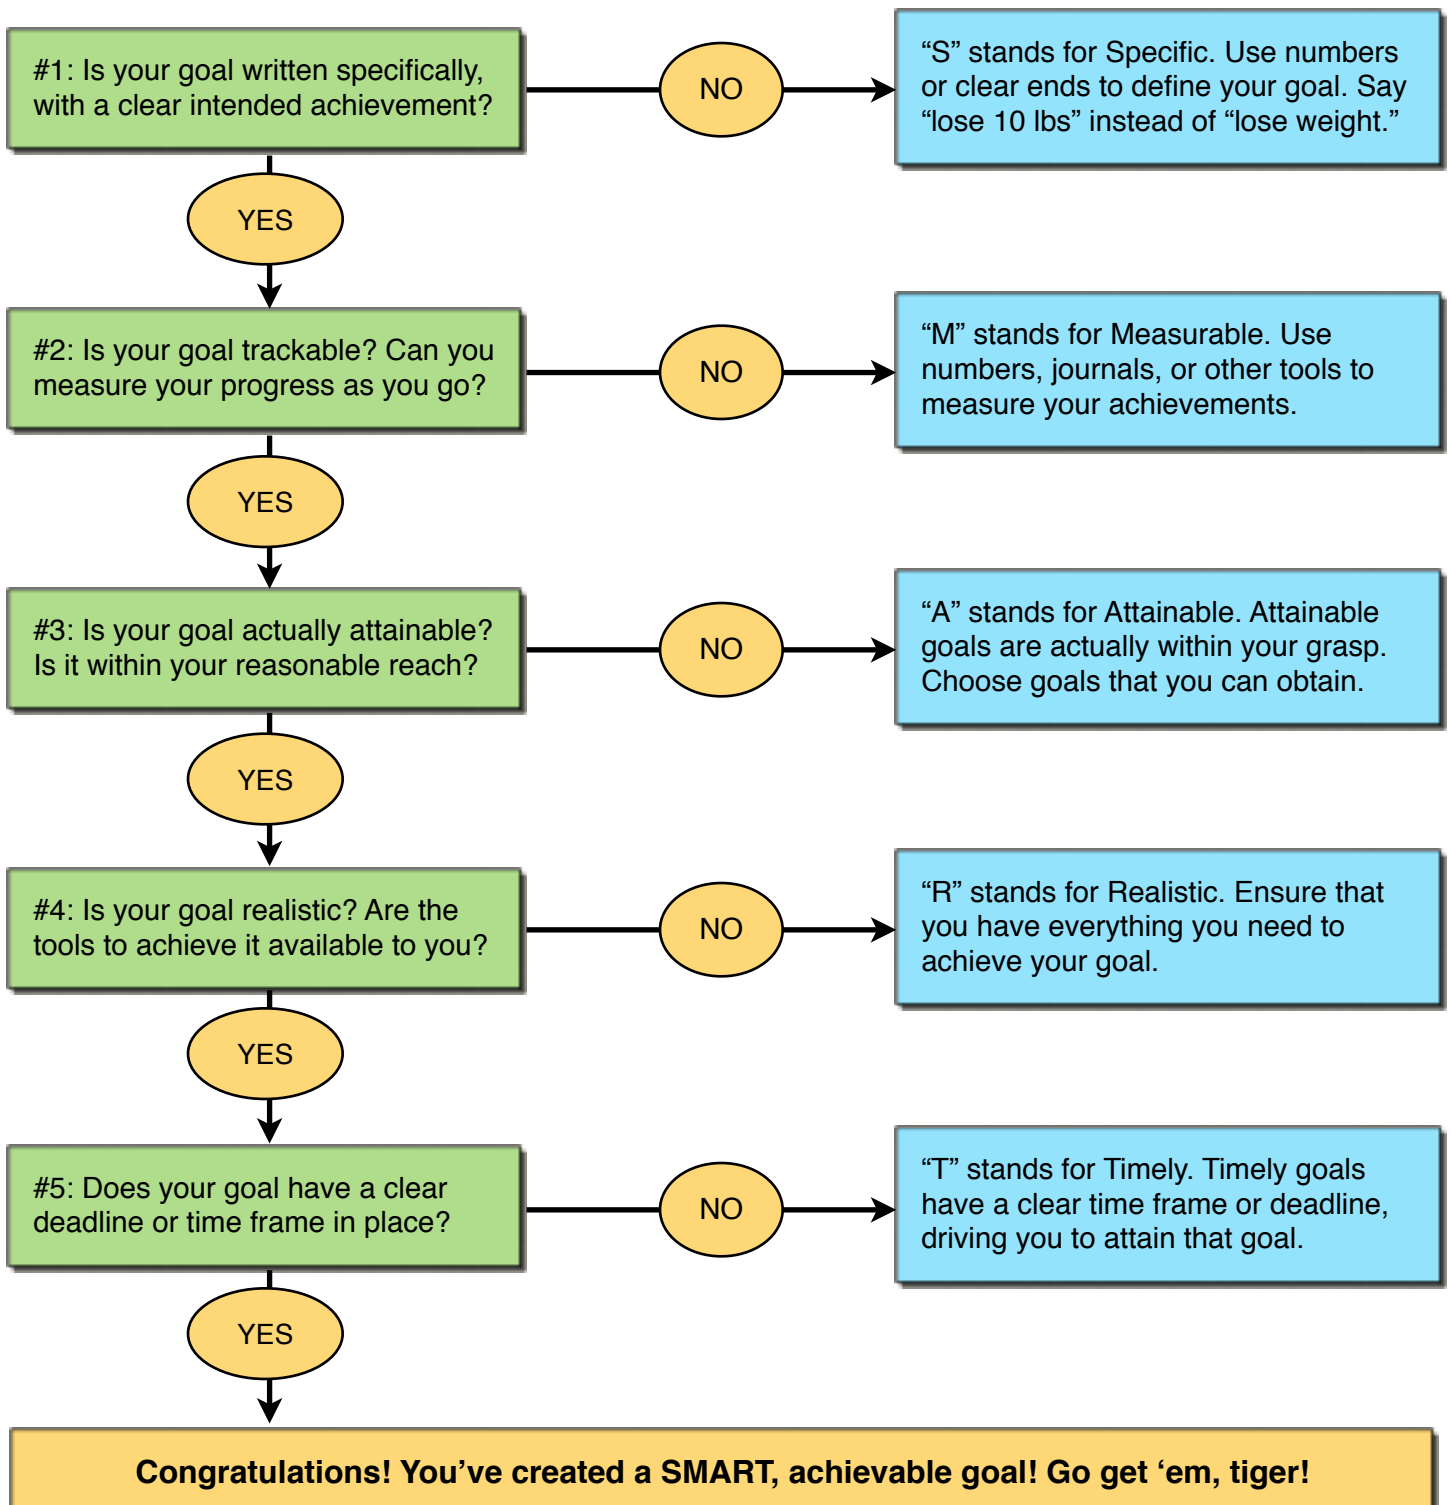 #1: Is your goal written specifically,
with a clear intended achievement?
NO
“S” stands for Specific. Use numbers
or clear ends to define your goal. Say
“lose 10 lbs” instead of “lose weight.”
YES
#2: Is your goal trackable? Can you
measure your progress as you go?
NO
“M” stands for Measurable. Use
numbers, journals, or other tools to
measure your achievements.
YES
#3: Is your goal actually attainable?
Is it within your reasonable reach?
NO
“A” stands for Attainable. Attainable
goals are actually within your grasp.
Choose goals that you can obtain.
YES
#4: Is your goal realistic? Are the
tools to achieve it available to you?
NO
“R” stands for Realistic. Ensure that
you have everything you need to
achieve your goal.
YES
#5: Does your goal have a clear
deadline or time frame in place?
NO
“T” stands for Timely. Timely goals
have a clear time frame or deadline,
driving you to attain that goal.
YES
Congratulations! You’ve created a SMART, achievable goal! Go get ‘em, tiger!